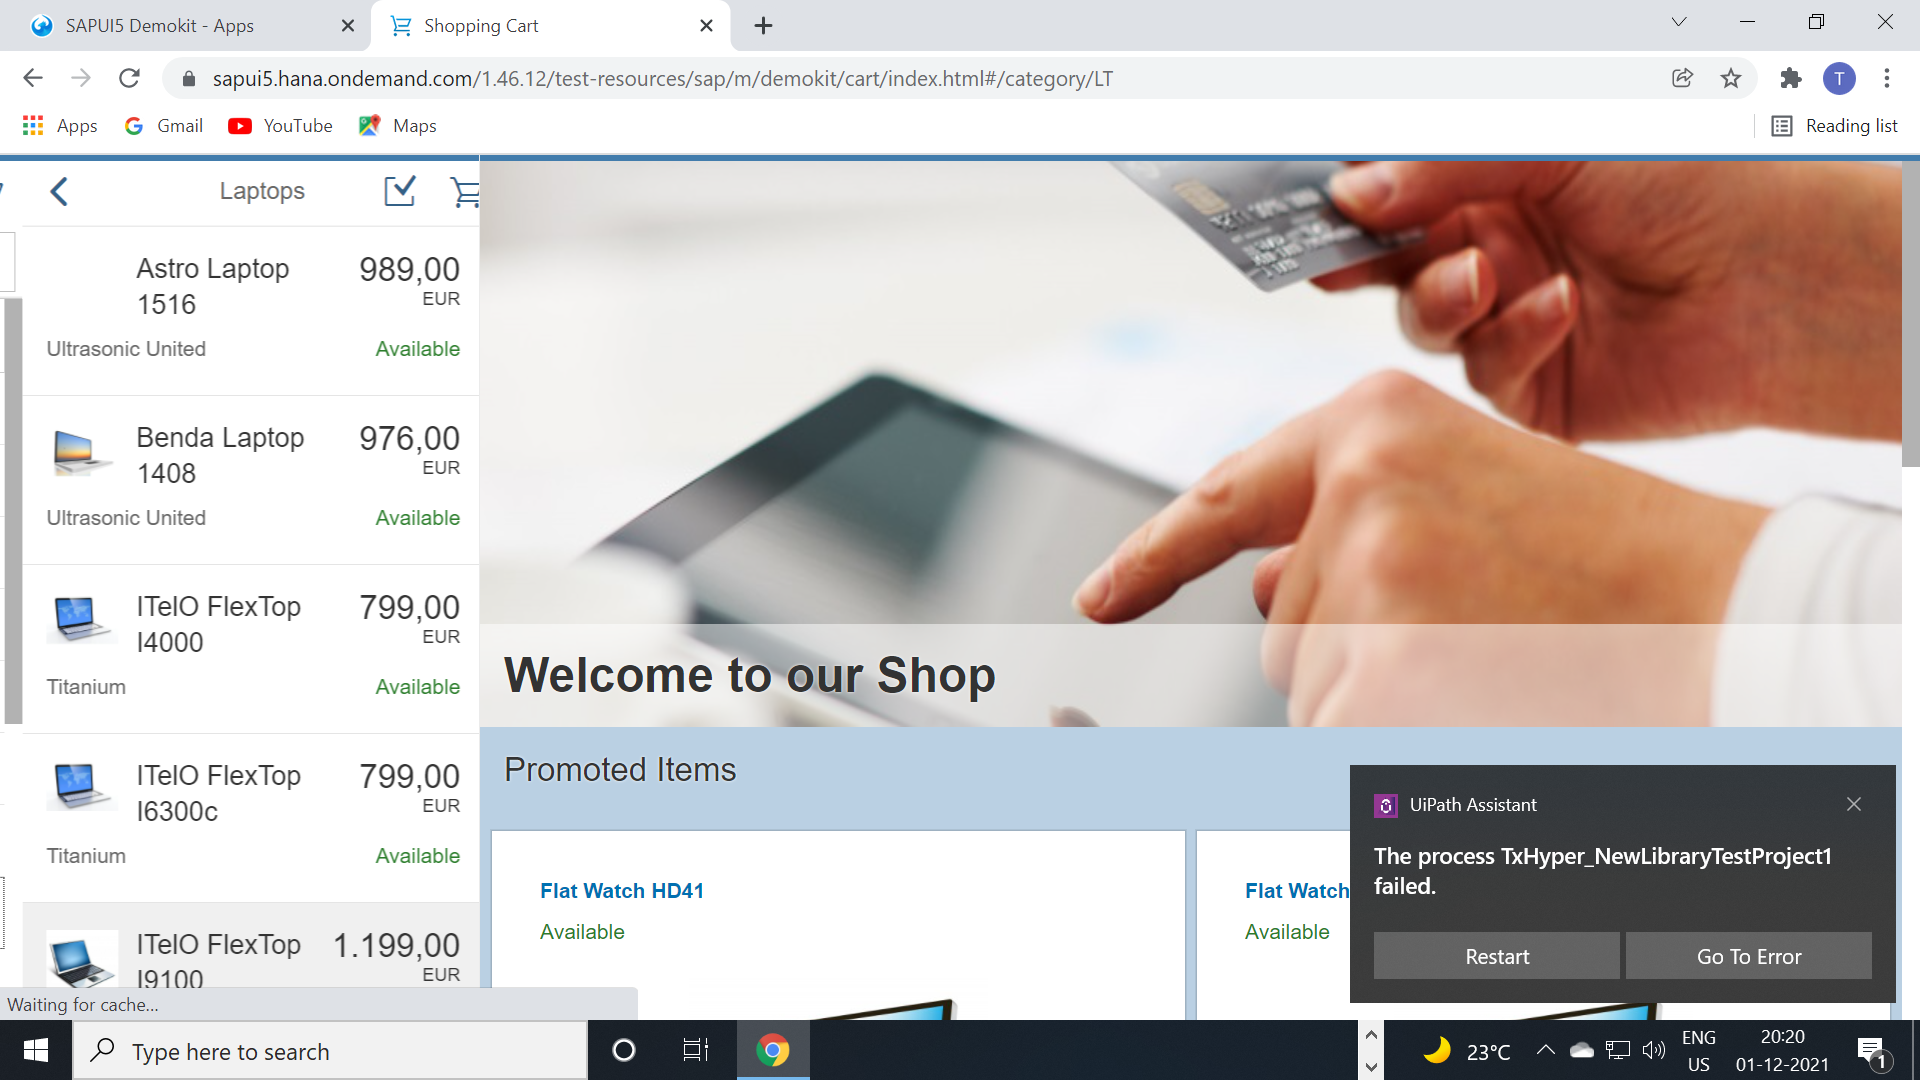 SAPUI5 Demokit - Apps
Shopping Cart
sapui5.hana.ondemand.com/1.46.12/test-resources/sap/m/demokit/cart/index.html#/category/LT
T
Apps
Gmail
YouTube
Maps
Reading list
Laptops
Astro Laptop
1516
989,00
EUR
Ultrasonic United
Available
Benda Laptop
1408
976,00
EUR
Ultrasonic United
Available
ITelO FlexTop
I4000
799,00
EUR
Titanium
Available
ITelO FlexTop
I6300c
799,00
EUR
Titanium
Available
ITelO FlexTop
I9100
1.199,00
EUR
Waiting for cache...
Welcome to our Shop
Promoted Items
Flat Watch HD41
Available
Flat Watch
Available
UiPath Assistant
The process TxHyper_NewLibraryTestProject1
failed.
Restart
Go To Error
Type here to search
23°C
ENG
US
20:20
01-12-2021
1